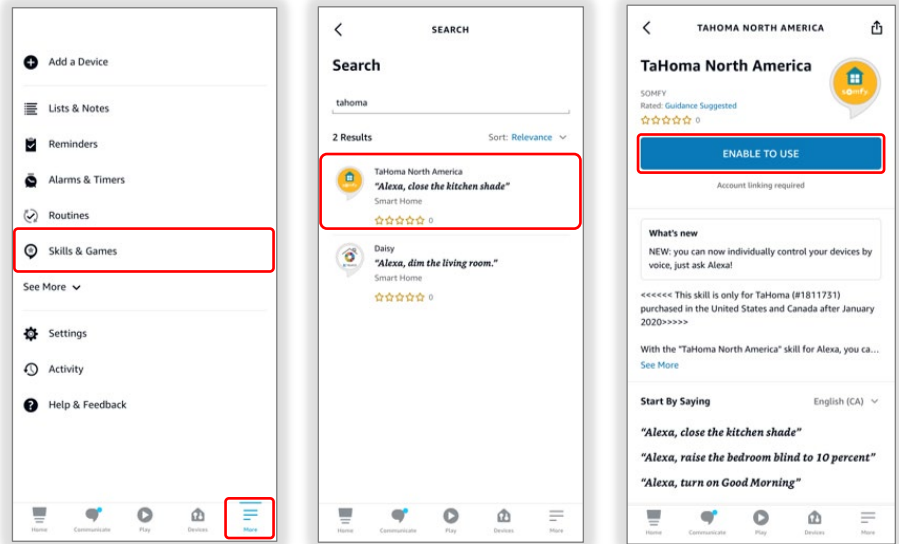 Add a Device
Lists & Notes
Reminders
Alarms & Timers
Routines
Skills & Games
See More
Settings
Activity
Help & Feedback
Home Communicate Play Devices More
SEARCH
Search
tahoma
2 Results Sort: Relevance
TaHoma North America
"Alexa, close the kitchen shade"
Smart Home
0
Daisy
"Alexa, dim the living room."
Smart Home
0
Home Communicate Play Devices More
TAHOMA NORTH AMERICA
TaHoma North America
somfy.
SOMFY
Rated: Guidance Suggested
0
ENABLE TO USE
Account linking required
What's new
NEW: you can now individually control your devices by
voice, just ask Alexa!
<<<<<< This skill is only for TaHoma (#1811731)
purchased in the United States and Canada after January
2020>>>>>
With the "TaHoma North America" skill for Alexa, you ca...
See More
Start By Saying English (CA)
"Alexa, close the kitchen shade"
"Alexa, raise the bedroom blind to 10 percent"
"Alexa, turn on Good Morning"
Home Communicate Play Devices More